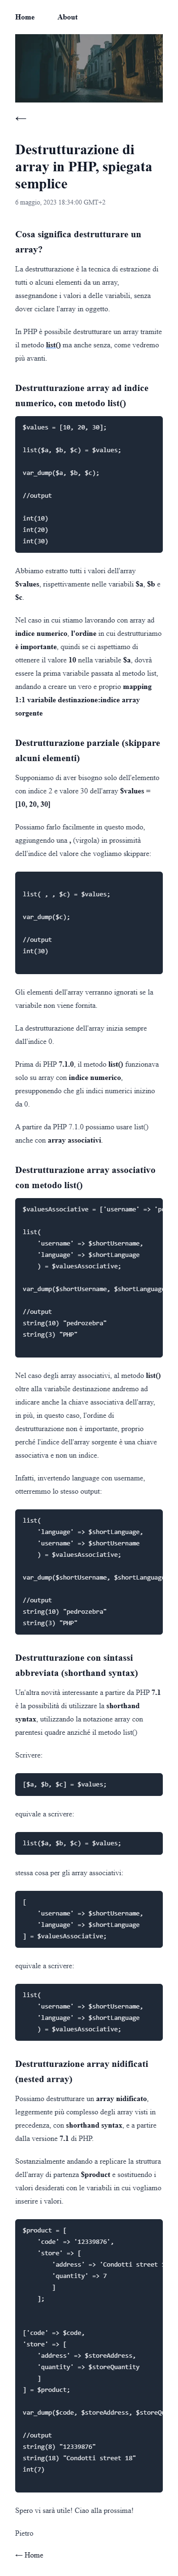 Home About
←
Destrutturazione di
array in PHP, spiegata
semplice
6 maggio, 2023 18:34:00 GMT+2
Cosa significa destrutturare un
array?
La destrutturazione è la tecnica di estrazione di
tutti o alcuni elementi da un array,
assegnandone i valori a delle variabili, senza
dover ciclare l'array in oggetto.
In PHP è possibile destrutturare un array tramite
il metodo list() ma anche senza, come vedremo
più avanti.
Destrutturazione array ad indice
numerico, con metodo list()
$values = [10, 20, 30];
list($a, $b, $c) = $values;
var_dump($a, $b, $c);
//output
int(10)
int(20)
int(30)
Abbiamo estratto tutti i valori dell'array
$values, rispettivamente nelle variabili $a, $b e
$c.
Nel caso in cui stiamo lavorando con array ad
indice numerico, l'ordine in cui destrutturiamo
è importante, quindi se ci aspettiamo di
ottenere il valore 10 nella variabile $a, dovrà
essere la prima variabile passata al metodo list,
andando a creare un vero e proprio mapping
1:1 variabile destinazione:indice array
sorgente
Destrutturazione parziale (skippare
alcuni elementi)
Supponiamo di aver bisogno solo dell'elemento
con indice 2 e valore 30 dell'array $values =
[10, 20, 30]
Possiamo farlo facilmente in questo modo,
aggiungendo una , (virgola) in prossimità
dell'indice del valore che vogliamo skippare:
list( , , $c) = $values;
var_dump($c);
//output
int(30)
Gli elementi dell'array verranno ignorati se la
variabile non viene fornita.
La destrutturazione dell'array inizia sempre
dall'indice 0.
Prima di PHP 7.1.0, il metodo list() funzionava
solo su array con indice numerico,
presupponendo che gli indici numerici inizino
da 0.
A partire da PHP 7.1.0 possiamo usare list()
anche con array associativi.
Destrutturazione array associativo
con metodo list()
$valuesAssociative = ['username' => 'pe
list(
'username' => $shortUsername,
'language' => $shortLanguage
) = $valuesAssociative;
var_dump($shortUsername, $shortLanguage
//output
string(10) "pedrozebra"
string(3) "PHP"
Nel caso degli array associativi, al metodo list()
oltre alla variabile destinazione andremo ad
indicare anche la chiave associativa dell'array,
in più, in questo caso, l'ordine di
destrutturazione non è importante, proprio
perché l'indice dell'array sorgente è una chiave
associativa e non un indice.
Infatti, invertendo language con username,
otterremmo lo stesso output:
list(
'language' => $shortLanguage,
'username' => $shortUsername
) = $valuesAssociative;
var_dump($shortUsername, $shortLanguage
//output
string(10) "pedrozebra"
string(3) "PHP"
Destrutturazione con sintassi
abbreviata (shorthand syntax)
Un'altra novità interessante a partire da PHP 7.1
è la possibilità di utilizzare la shorthand
syntax, utilizzando la notazione array con
parentesi quadre anziché il metodo list()
Scrivere:
[$a, $b, $c] = $values;
equivale a scrivere:
list($a, $b, $c) = $values;
stessa cosa per gli array associativi:
[
'username' => $shortUsername,
'language' => $shortLanguage
] = $valuesAssociative;
equivale a scrivere:
list(
'username' => $shortUsername,
'language' => $shortLanguage
) = $valuesAssociative;
Destrutturazione array nidificati
(nested array)
Possiamo destrutturare un array nidificato,
leggermente più complesso degli array visti in
precedenza, con shorthand syntax, e a partire
dalla versione 7.1 di PHP.
Sostanzialmente andando a replicare la struttura
dell'array di partenza $product e sostituendo i
valori desiderati con le variabili in cui vogliamo
inserire i valori.
$product = [
'code' => '12339876',
'store' => [
'address' => 'Condotti street 1
'quantity' => 7
]
];
['code' => $code,
'store' => [
'address' => $storeAddress,
'quantity' => $storeQuantity
]
] = $product;
var_dump($code, $storeAddress, $storeQu
//output
string(8) "12339876"
string(18) "Condotti street 18"
int(7)
Spero vi sarà utile! Ciao alla prossima!
Pietro
← Home